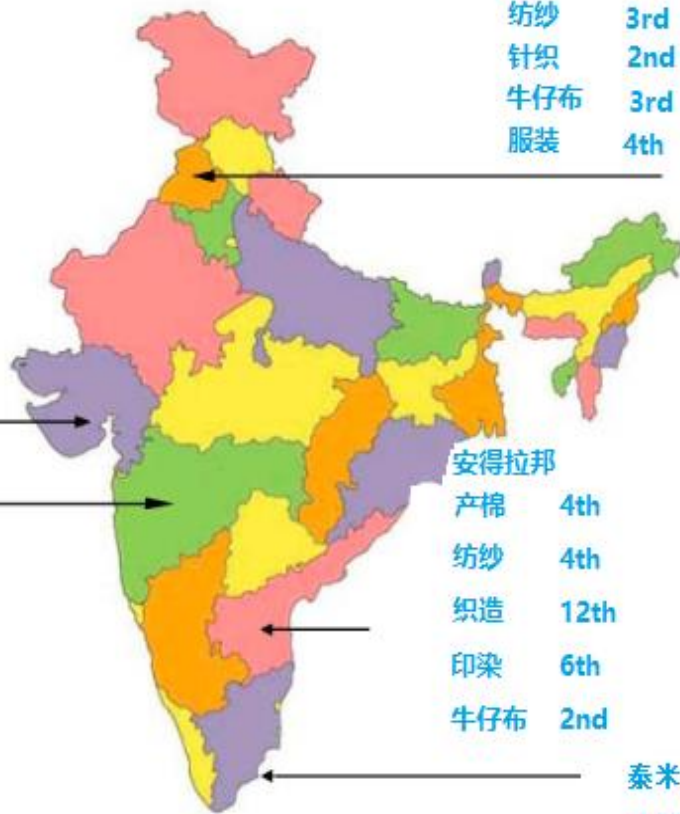 纺纱 3rd
针织 2nd
牛仔布 3rd
服装 4th
安得拉邦
产棉 4th
纺纱 4th
织造 12th
印染 6th
牛仔布 2nd
泰米